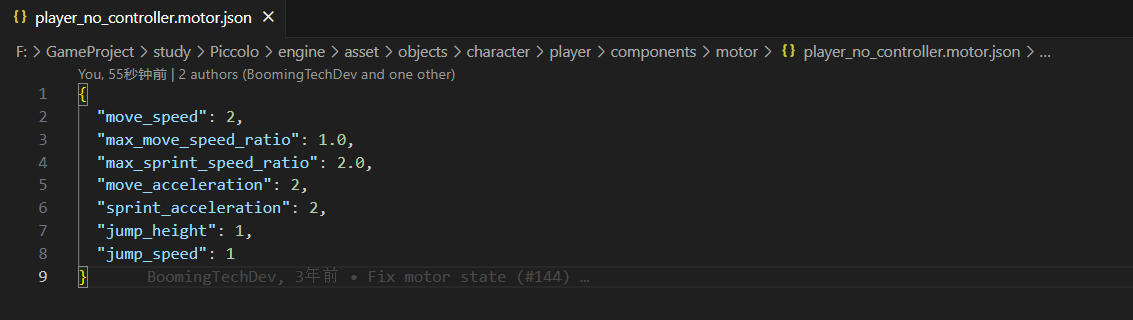 {} player_no_controller.motor.json ×
F: > GameProject > study > Piccolo > engine > asset > objects > character > player > components > motor > {} player_no_controller.motor.json > ...
You, 55秒钟前 | 2 authors (BoomingTechDev and one other)
1 {
2 "move_speed": 2,
3 "max_move_speed_ratio": 1.0,
4 "max_sprint_speed_ratio": 2.0,
5 "move_acceleration": 2,
6 "sprint_acceleration": 2,
7 "jump_height": 1,
8 "jump_speed": 1
9 } BoomingTechDev, 3年前 • Fix motor state (#144) …